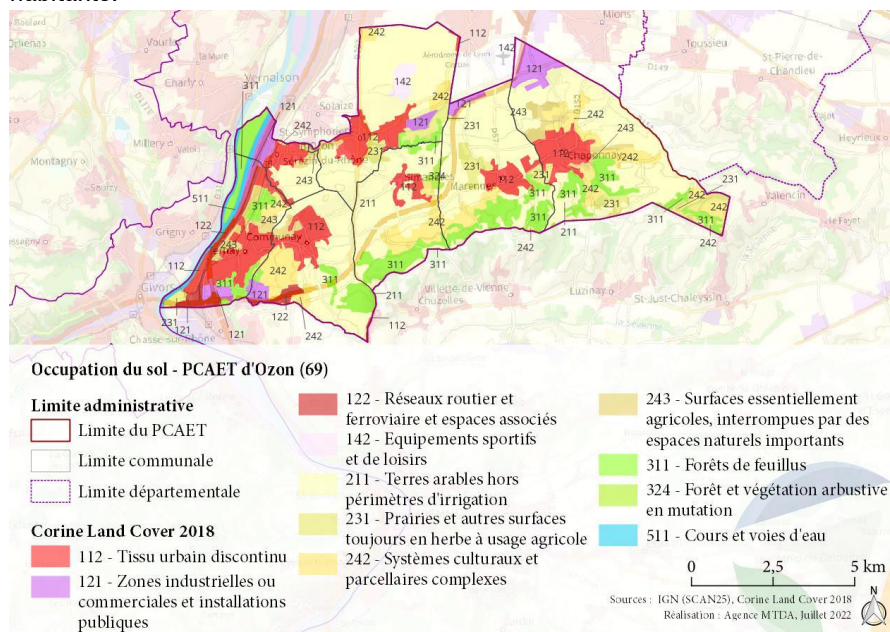 Vernaison
Charly
Millery
Montagny
Grigny
Givors
Solaize
Mions
Toussieu
St-Pierre-de-
Chandieu
Heyrieux
Valencin
Luzinay
St-Just-Chaleyssin
Villette-de-Vienne
Chuzelles
Chasse-sur-Rhône
Communay
Marennes
Chaponnay
311
121
242
142
112
211
231
243
324
511
122
Occupation du sol - PCAET d'Ozon (69)
Limite administrative
Limite du PCAET
Limite communale
Limite départementale
Corine Land Cover 2018
112 - Tissu urbain discontinu
121 - Zones industrielles ou
commerciales et installations
publiques
122 - Réseaux routier et
ferroviaire et espaces associés
142 - Equipements sportifs
et de loisirs
211 - Terres arables hors
périmètres d'irrigation
231 - Prairies et autres surfaces
toujours en herbe à usage agricole
242 - Systèmes culturaux et
parcellaires complexes
243 - Surfaces essentiellement
agricoles, interrompues par des
espaces naturels importants
311 - Forêts de feuillus
324 - Forêt et végétation arbustive
en mutation
511 - Cours et voies d'eau
0 2,5 5 km
N
Sources : IGN (SCAN25), Corine Land Cover 2018
Réalisation : Agence MTDA, Juillet 2022